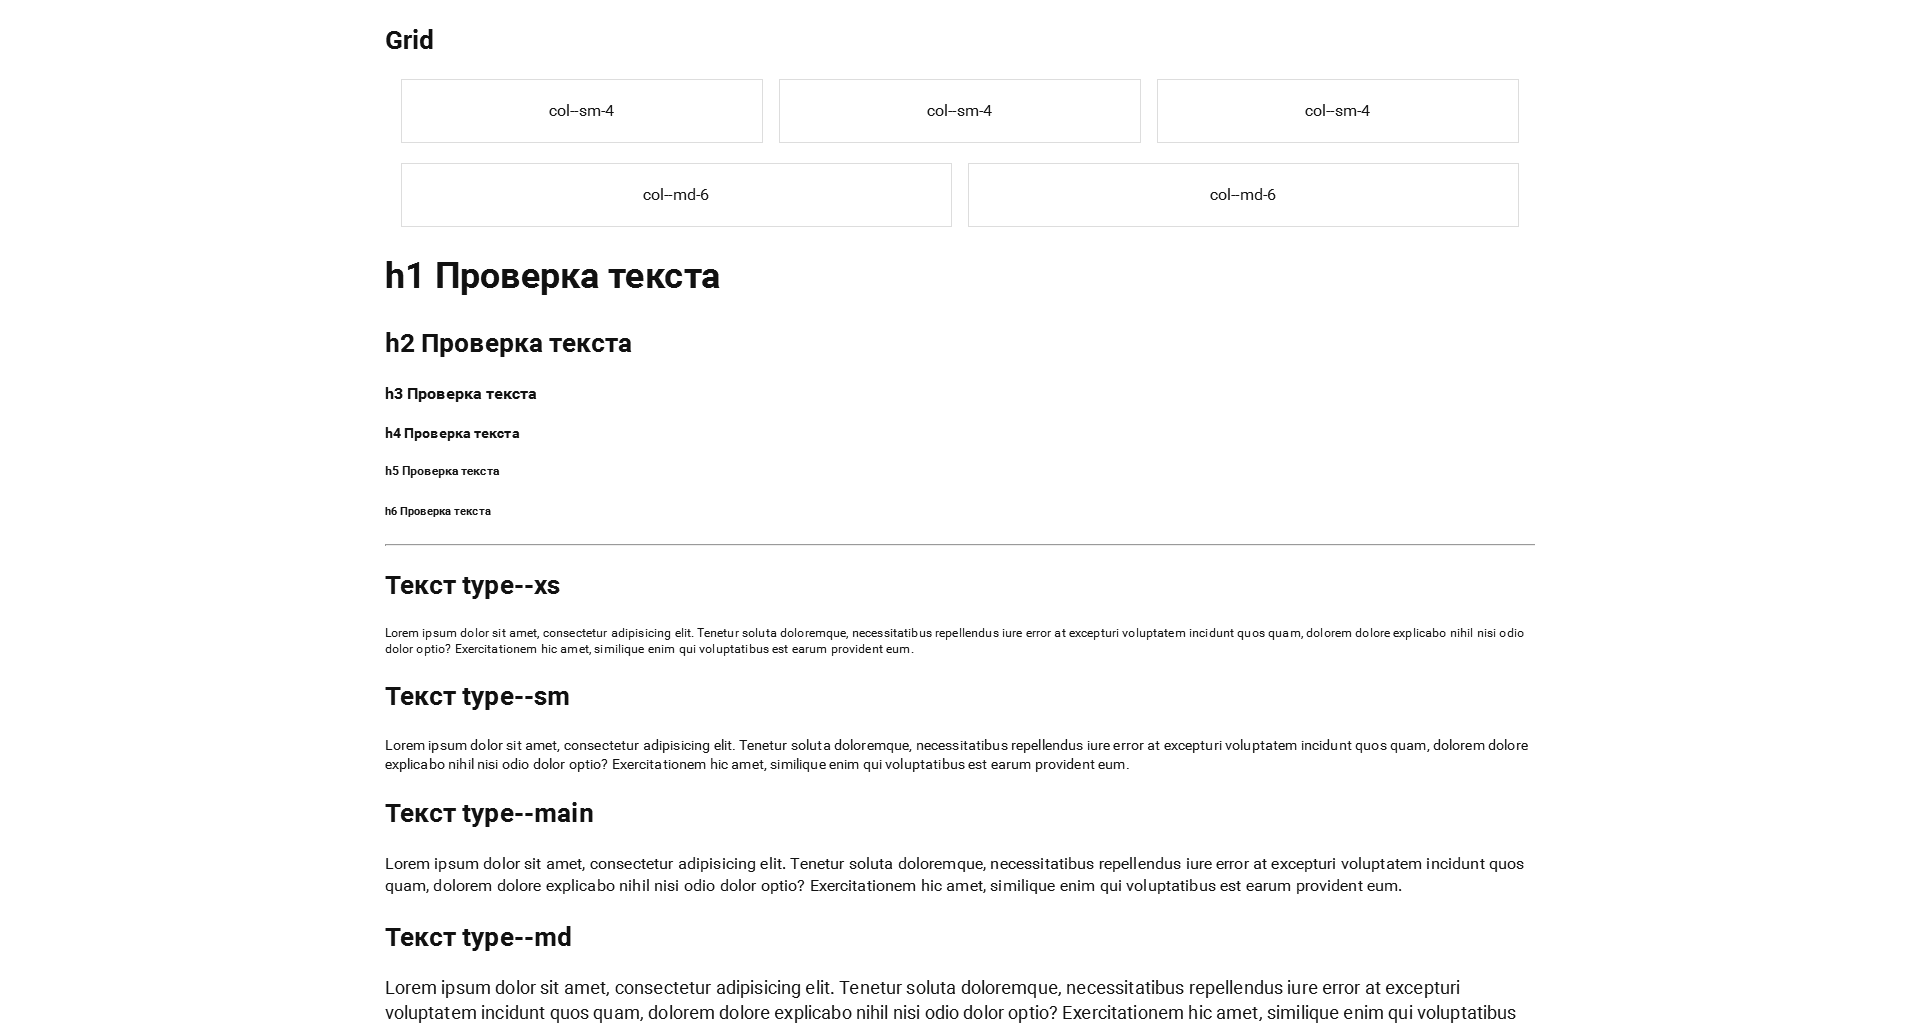 Grid
col--sm-4 col--sm-4 col--sm-4
col--md-6 col--md-6
h1 Проверка текста
h2 Проверка текста
h3 Проверка текста
h4 Проверка текста
h5 Проверка текста
h6 Проверка текста
Текст type--xs
Lorem ipsum dolor sit amet, consectetur adipisicing elit. Tenetur soluta doloremque, necessitatibus repellendus iure error at excepturi voluptatem incidunt quos quam, dolorem dolore explicabo nihil nisi odio
dolor optio? Exercitationem hic amet, similique enim qui voluptatibus est earum provident eum.
Текст type--sm
Lorem ipsum dolor sit amet, consectetur adipisicing elit. Tenetur soluta doloremque, necessitatibus repellendus iure error at excepturi voluptatem incidunt quos quam, dolorem dolore
explicabo nihil nisi odio dolor optio? Exercitationem hic amet, similique enim qui voluptatibus est earum provident eum.
Текст type--main
Lorem ipsum dolor sit amet, consectetur adipisicing elit. Tenetur soluta doloremque, necessitatibus repellendus iure error at excepturi voluptatem incidunt quos
quam, dolorem dolore explicabo nihil nisi odio dolor optio? Exercitationem hic amet, similique enim qui voluptatibus est earum provident eum.
Текст type--md
Lorem ipsum dolor sit amet, consectetur adipisicing elit. Tenetur soluta doloremque, necessitatibus repellendus iure error at excepturi
voluptatem incidunt quos quam, dolorem dolore explicabo nihil nisi odio dolor optio? Exercitationem hic amet, similique enim qui voluptatibus